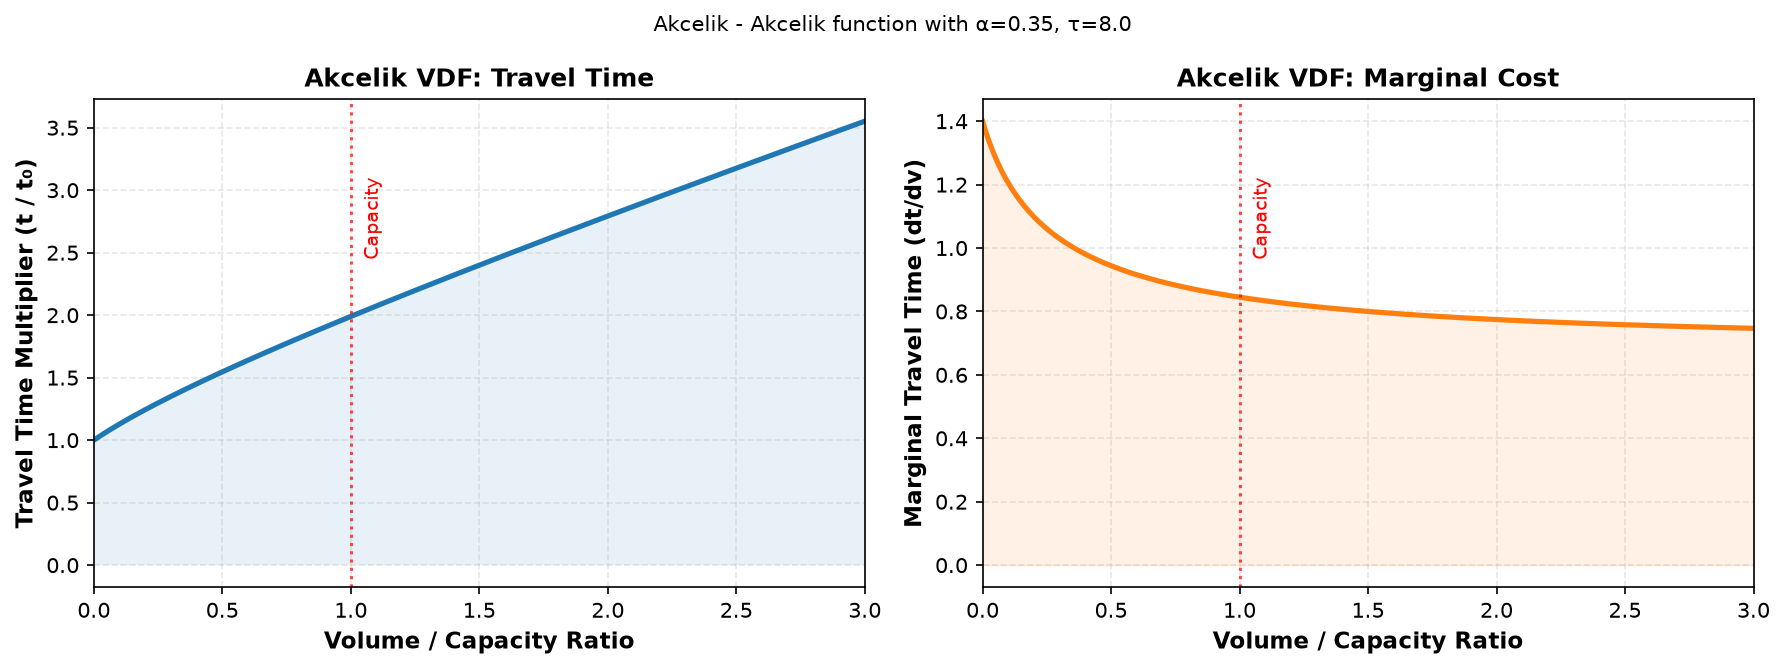 Akcelik - Akcelik function with α=0.35, τ=8.0
Akcelik VDF: Travel Time
Travel Time Multiplier (t / t₀)
3.5
3.0
2.5
2.0
1.5
1.0
0.5
0.0
Capacity
0.0 0.5 1.0 1.5 2.0 2.5 3.0
Volume / Capacity Ratio
Akcelik VDF: Marginal Cost
Marginal Travel Time (dt/dv)
1.4
1.2
1.0
0.8
0.6
0.4
0.2
0.0
Capacity
0.0 0.5 1.0 1.5 2.0 2.5 3.0
Volume / Capacity Ratio